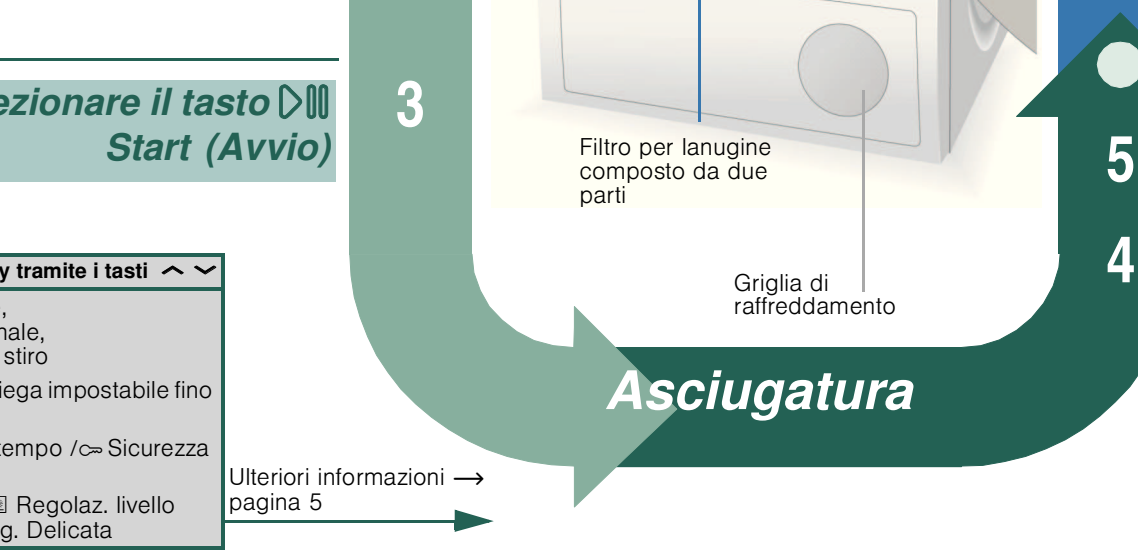 ezionare il tasto
Start (Avvio)
3
Filtro per lanugine
composto da due
parti
Griglia di
raffreddamento
5
4
Asciugatura
y tramite i tasti
,
nale,
stiro
iega impostabile fino
tempo / Sicurezza
Regolaz. livello
g. Delicata
Ulteriori informazioni →
pagina 5